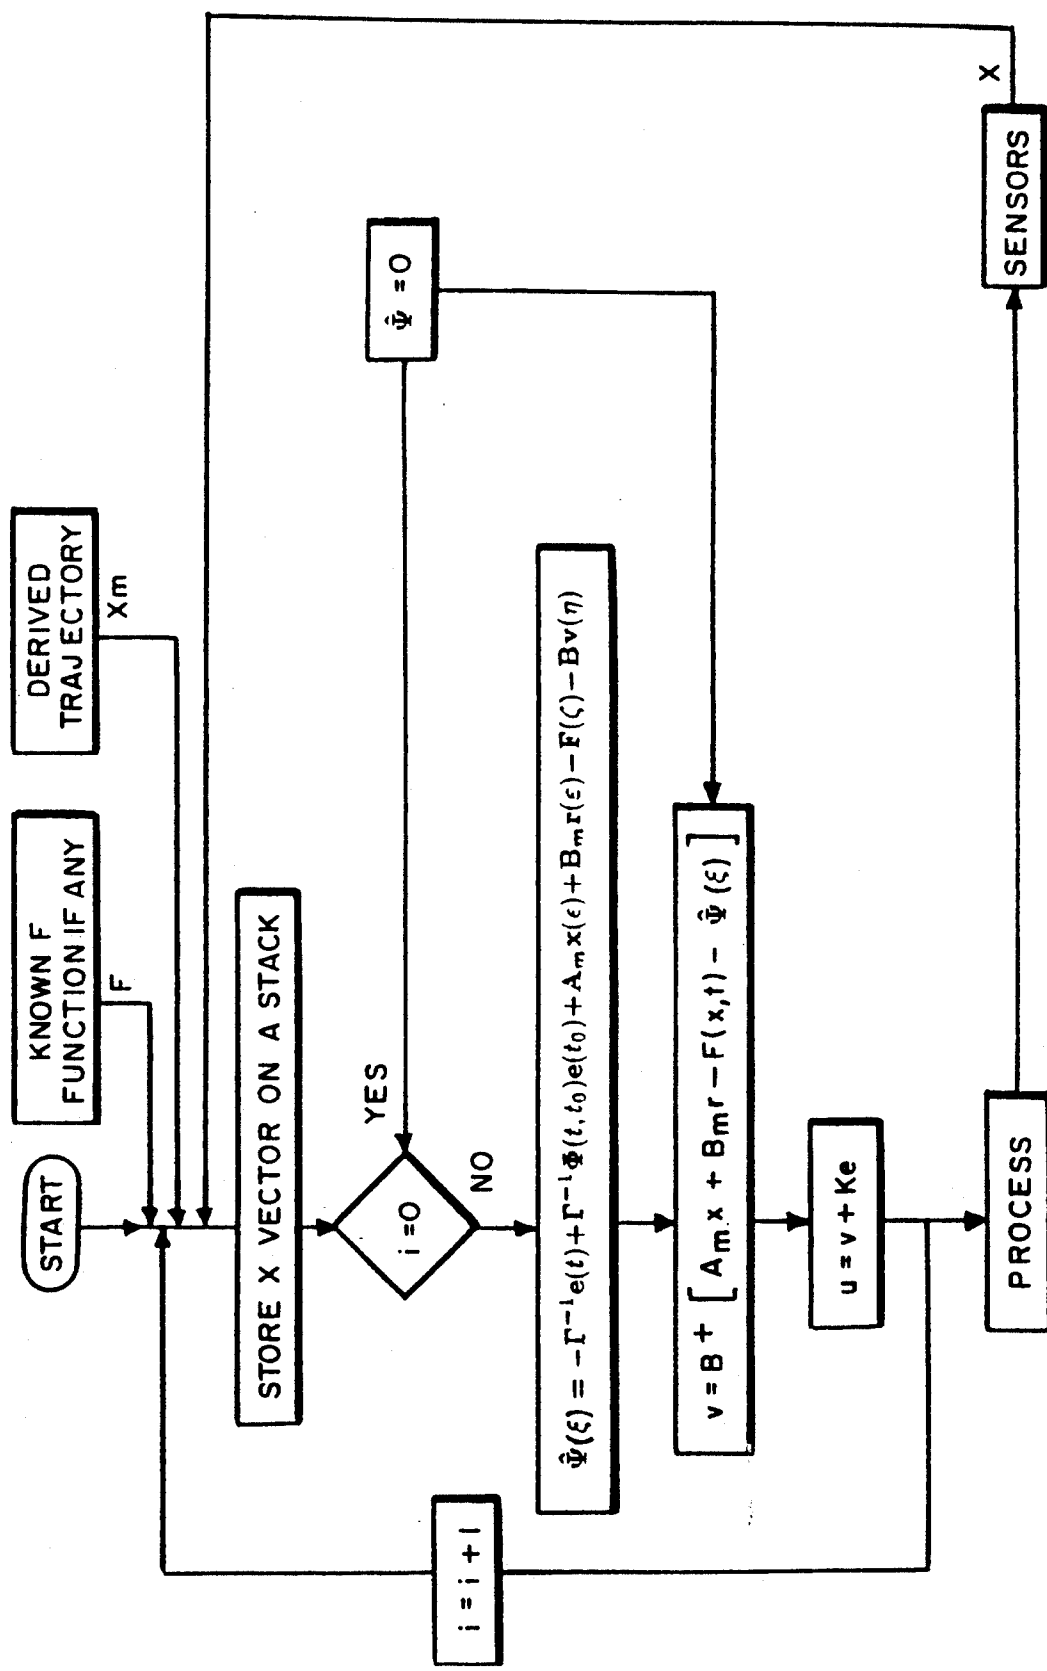 START
KNOWN F
FUNCTION IF ANY
F
DERIVED
TRAJECTORY
Xm
STORE X VECTOR ON A STACK
i=0
YES
Ψ̂ =0
NO
Ψ̂(ξ) = −Γ⁻¹e(t)+Γ⁻¹Φ(t,t₀)e(t₀)+Aₘx(ϵ)+Bₘr(ε)−F(ζ)−Bv(η)
v=B⁺ [Aₘx + Bₘr − F(x,t) − Ψ̂(ξ)]
i = i + 1
u = v + Ke
PROCESS
SENSORS
X